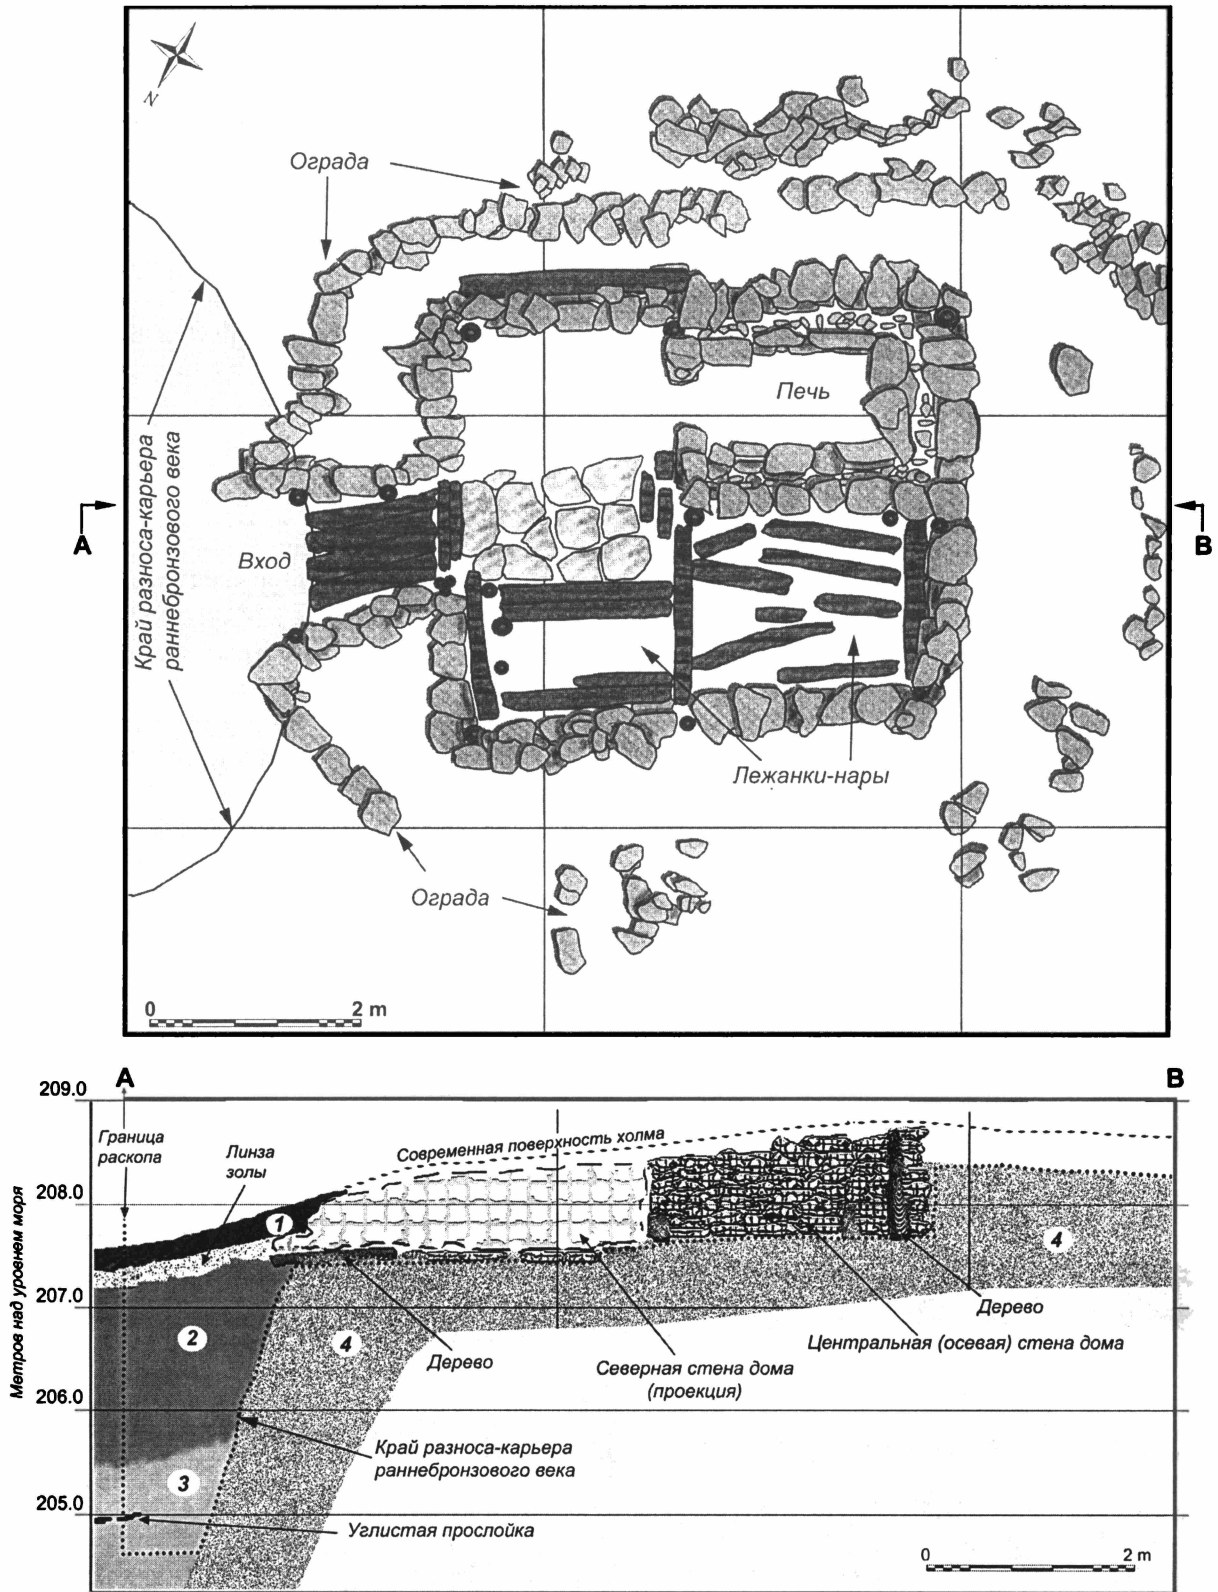 N
Ограда
Печь
Край разноса-карьера
раннебронзового века
A
B
Вход
Лежанки-нары
Ограда
0 2 m
A
B
209.0
Граница
раскопа
Линза
золы
Современная поверхность холма
208.0
1
4
Метров над уровнем моря
207.0
Дерево
2
4
Центральная (осевая) стена дома
Дерево
Северная стена дома
(проекция)
206.0
Край разноса-карьера
раннебронзового века
3
205.0
Углистая прослойка
0 2 m